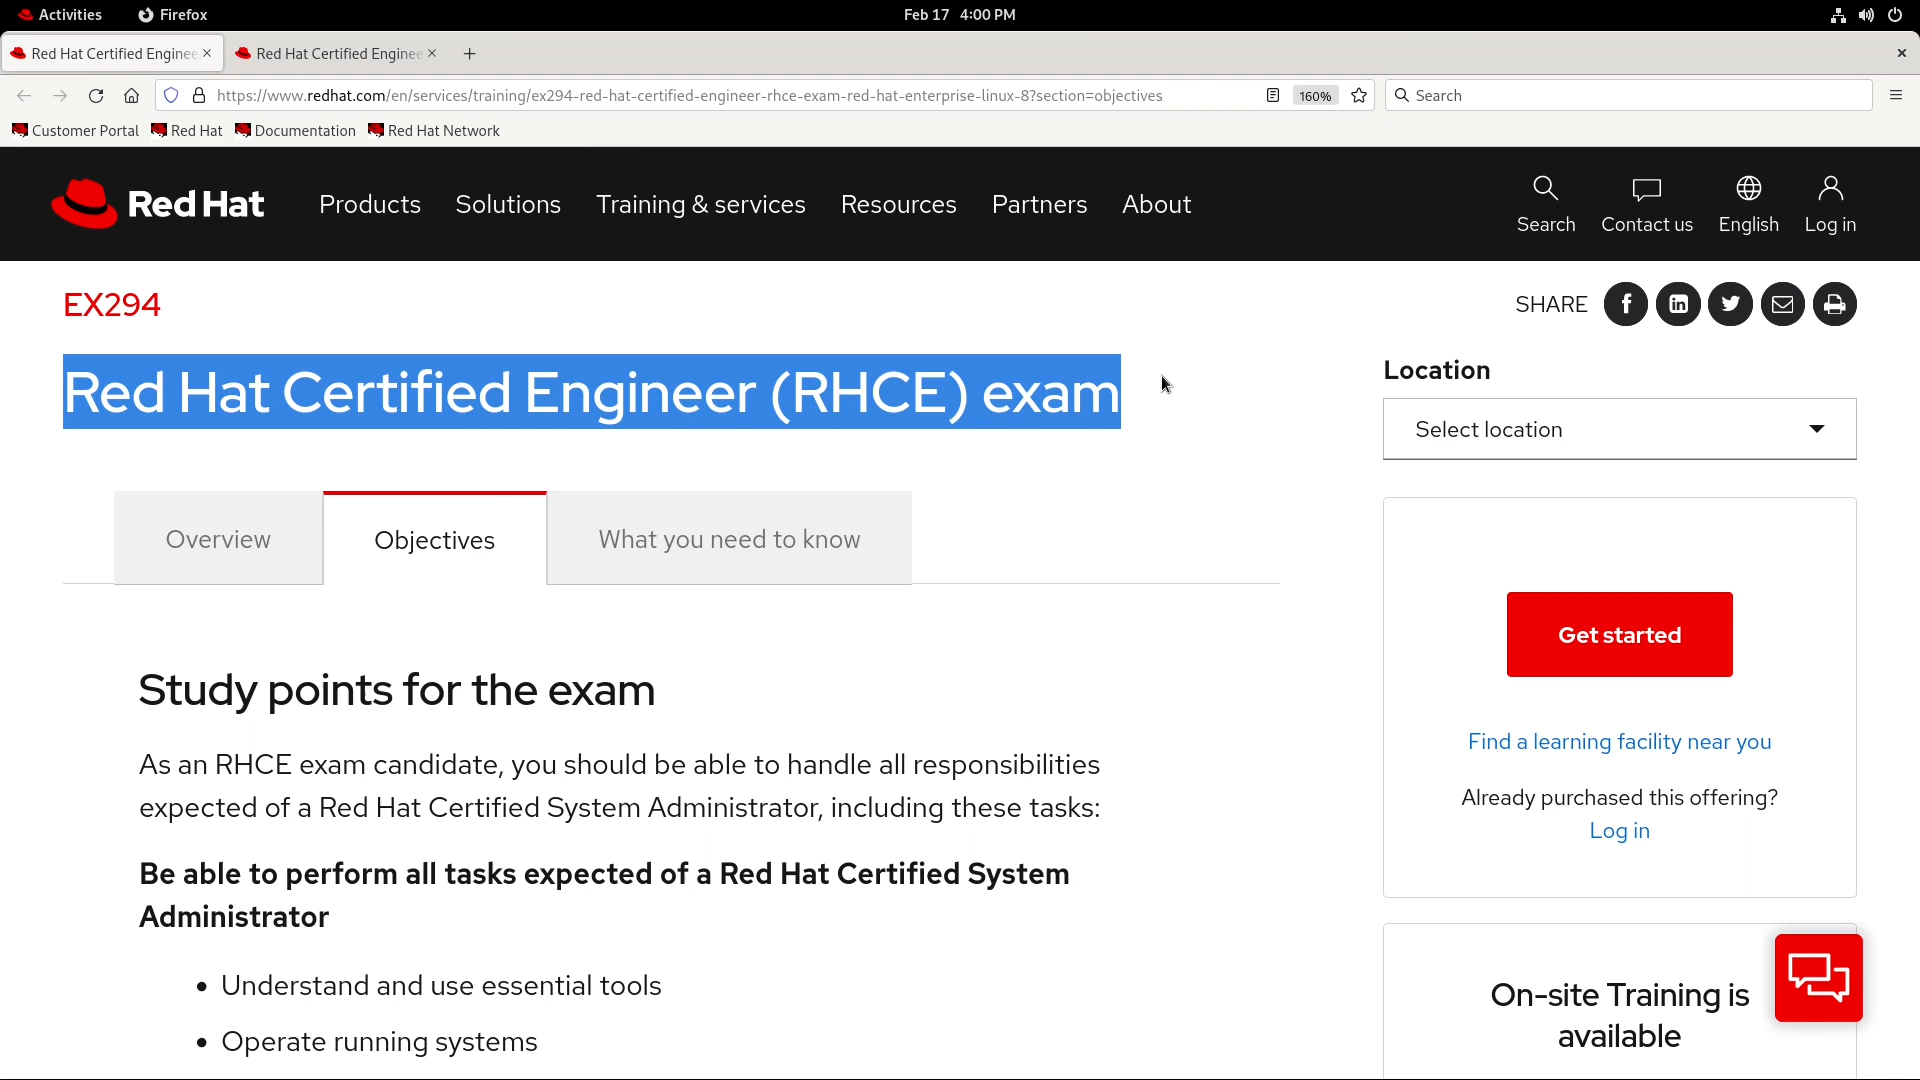 Activities Firefox Feb 17 4:00 PM
Red Hat Certified Enginee Red Hat Certified Enginee
https://www.redhat.com/en/services/training/ex294-red-hat-certified-engineer-rhce-exam-red-hat-enterprise-linux-8?section=objectives 160% Search
Customer Portal Red Hat Documentation Red Hat Network
Red Hat Products Solutions Training & services Resources Partners About Search Contact us English Log in
EX294 SHARE
Red Hat Certified Engineer (RHCE) exam
Location
Select location
Overview Objectives What you need to know
Get started
Study points for the exam
Find a learning facility near you
As an RHCE exam candidate, you should be able to handle all responsibilities
expected of a Red Hat Certified System Administrator, including these tasks:
Already purchased this offering?
Log in
Be able to perform all tasks expected of a Red Hat Certified System
Administrator
• Understand and use essential tools
• Operate running systems
On-site Training is
available